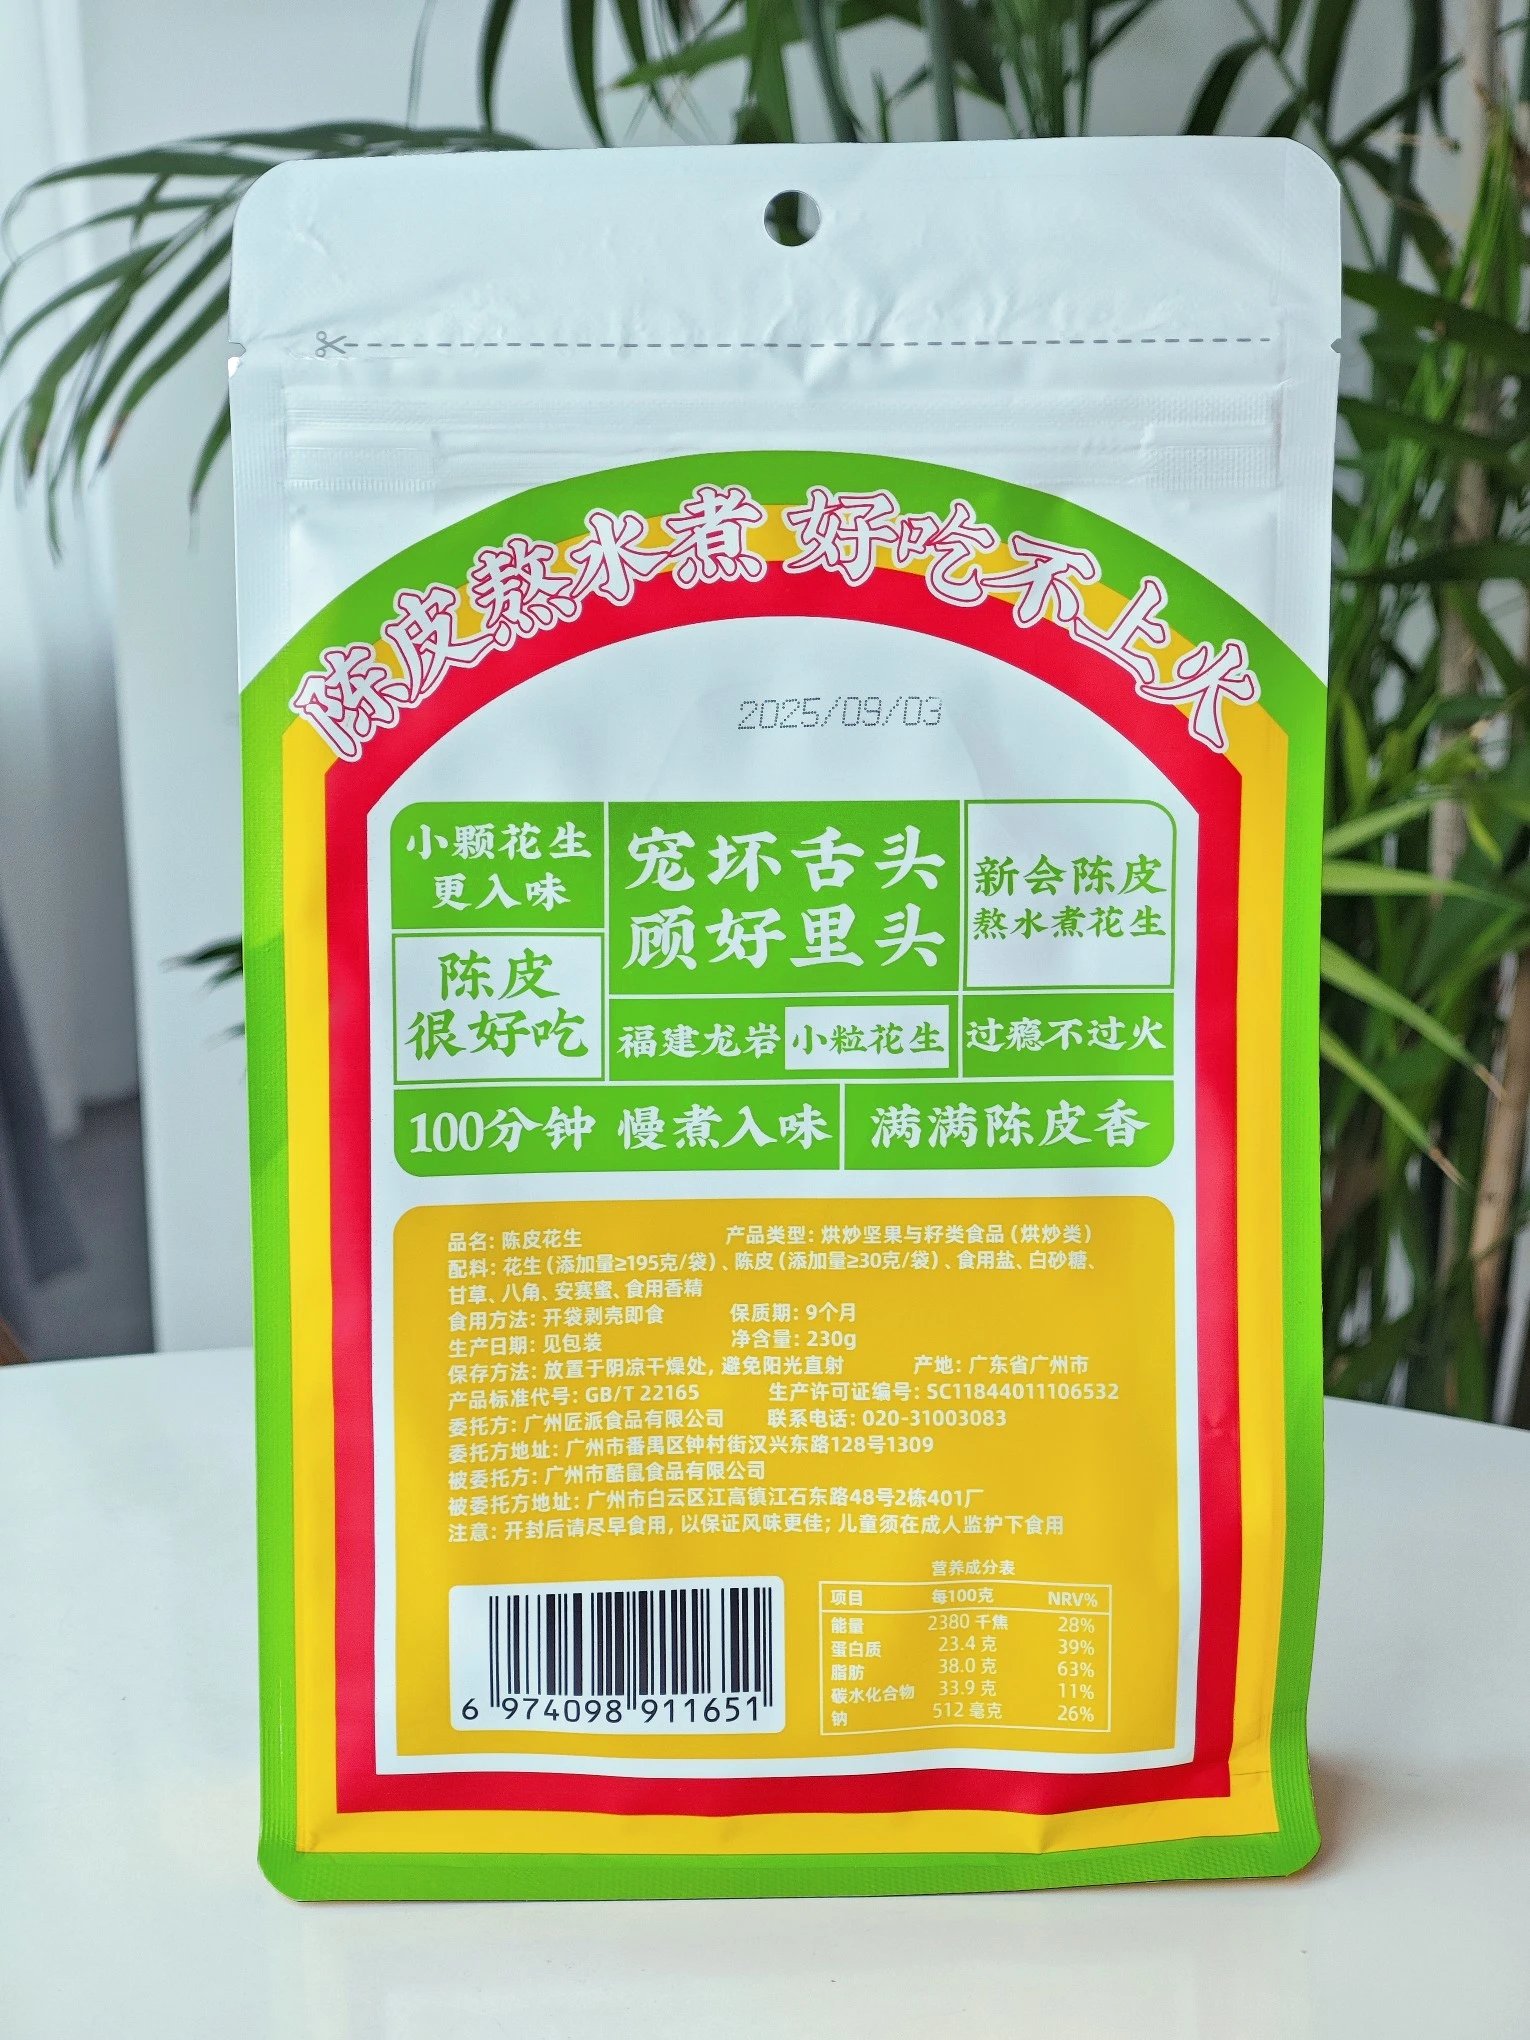 陈皮熬水煮 好吃不上火
2025/09/03
小颗花生
更入味
宠坏舌头
顾好里头
新会陈皮
熬水煮花生
陈皮
很好吃
福建龙岩 小粒花生
过瘾不过火
100分钟 慢煮入味
满满陈皮香
品名: 陈皮花生 产品类型: 烘炒坚果与籽类食品 (烘炒类)
配料: 花生 (添加量≥195克/袋)、陈皮 (添加量≥30克/袋)、食用盐、白砂糖、
甘草、八角、安赛蜜、食用香精
食用方法: 开袋剥壳即食 保质期: 9个月
生产日期: 见包装 净含量: 230g
保存方法: 放置于阴凉干燥处, 避免阳光直射 产地: 广东省广州市
产品标准代号: GB/T 22165 生产许可证编号: SC11844011106532
委托方: 广州匠派食品有限公司 联系电话: 020-31003083
委托方地址: 广州市番禺区钟村街汉兴东路128号1309
被委托方: 广州市酷鼠食品有限公司
被委托方地址: 广州市白云区江高镇江石东路48号2栋401厂
注意: 开封后请尽早食用, 以保证风味更佳; 儿童须在成人监护下食用
营养成分表
项目 每100克 NRV%
能量 2380 千焦 28%
蛋白质 23.4 克 39%
脂肪 38.0 克 63%
碳水化合物 33.9 克 11%
钠 512 毫克 26%
6 974098 911651